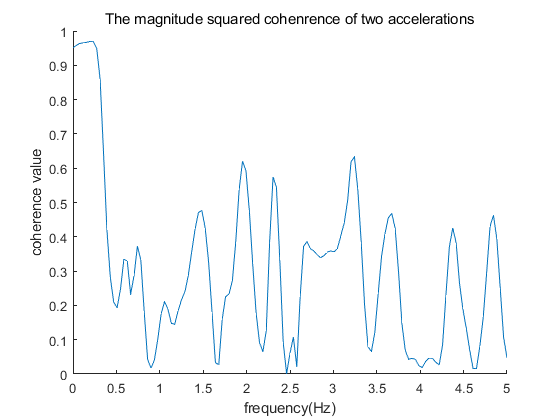 The magnitude squared cohenrence of two accelerations
1
0.9
0.8
0.7
0.6
0.5
0.4
0.3
0.2
0.1
0
coherence value
0 0.5 1 1.5 2 2.5 3 3.5 4 4.5 5
frequency(Hz)